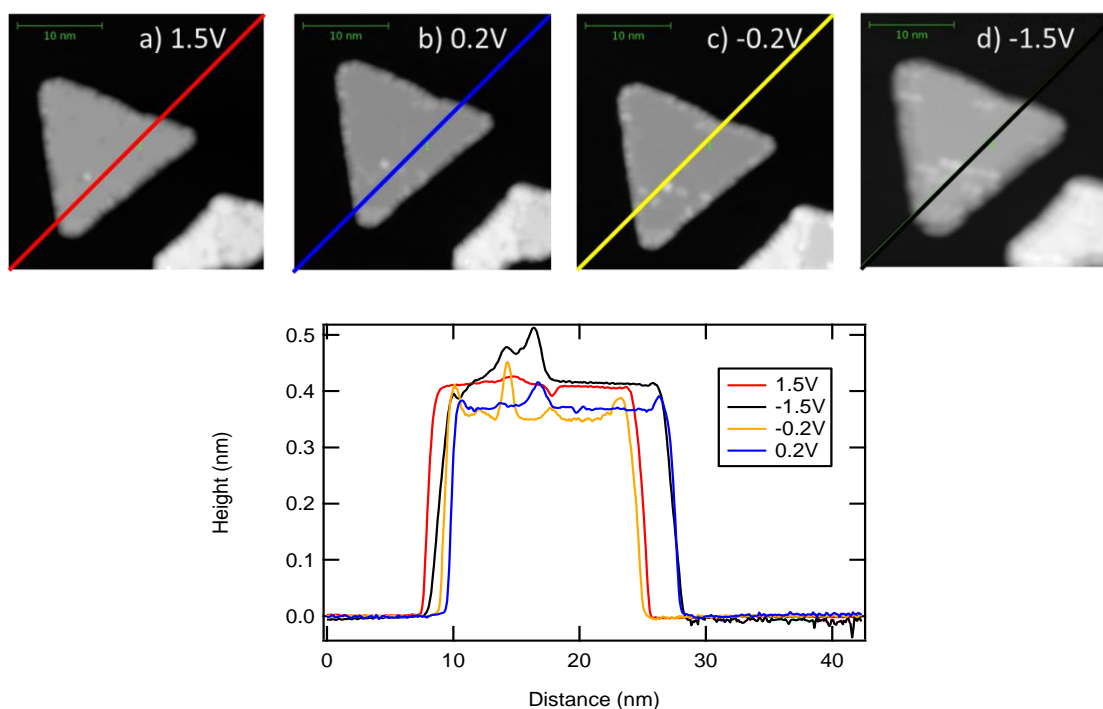 10 nm
a) 1.5V
10 nm
b) 0.2V
10 nm
c) -0.2V
10 nm
d) -1.5V
0.5
0.4
0.3
0.2
0.1
0.0
Height (nm)
1.5V
-1.5V
-0.2V
0.2V
0
10
20
30
40
Distance (nm)